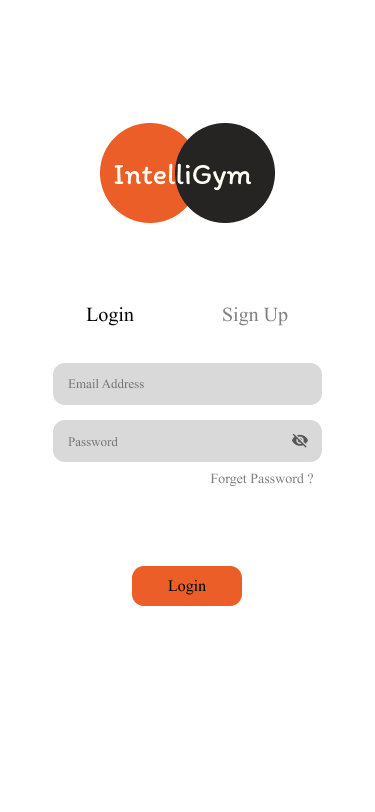 IntelliGym
Login Sign Up
Email Address
Password
Forget Password ?
Login